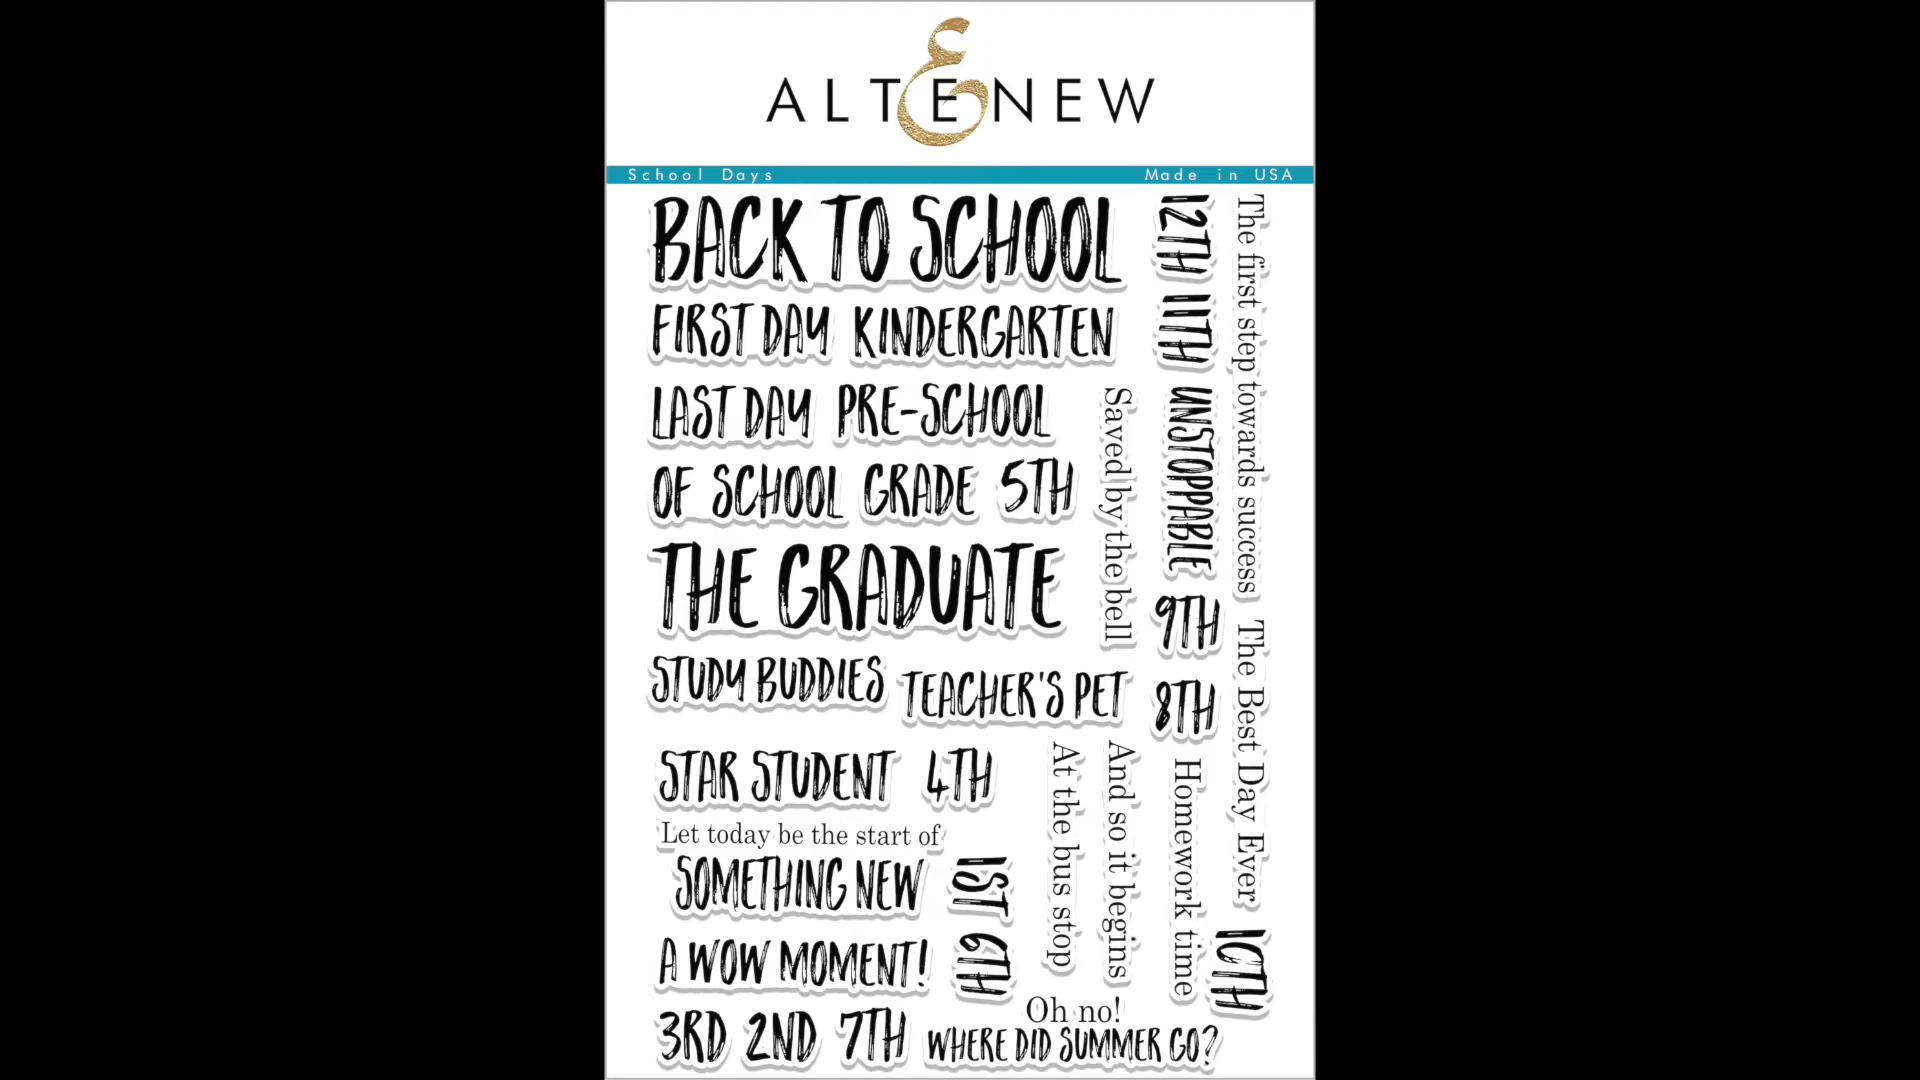 ALTENEW
School Days
Made in USA
BACK TO SCHOOL
FIRST DAY
KINDERGARTEN
LAST DAY
PRE-SCHOOL
OF SCHOOL
GRADE
5TH
THE GRADUATE
STUDY BUDDIES
TEACHER'S PET
STAR STUDENT
4TH
Let today be the start of
SOMETHING NEW
A WOW MOMENT!
3RD
2ND
7TH
1ST
6TH
Oh no!
WHERE DID SUMMER GO?
At the bus stop
And so it begins
Saved by the bell
12TH
11TH
UNSTOPPABLE
9TH
8TH
Homework time
10TH
The first step towards success
The Best Day Ever